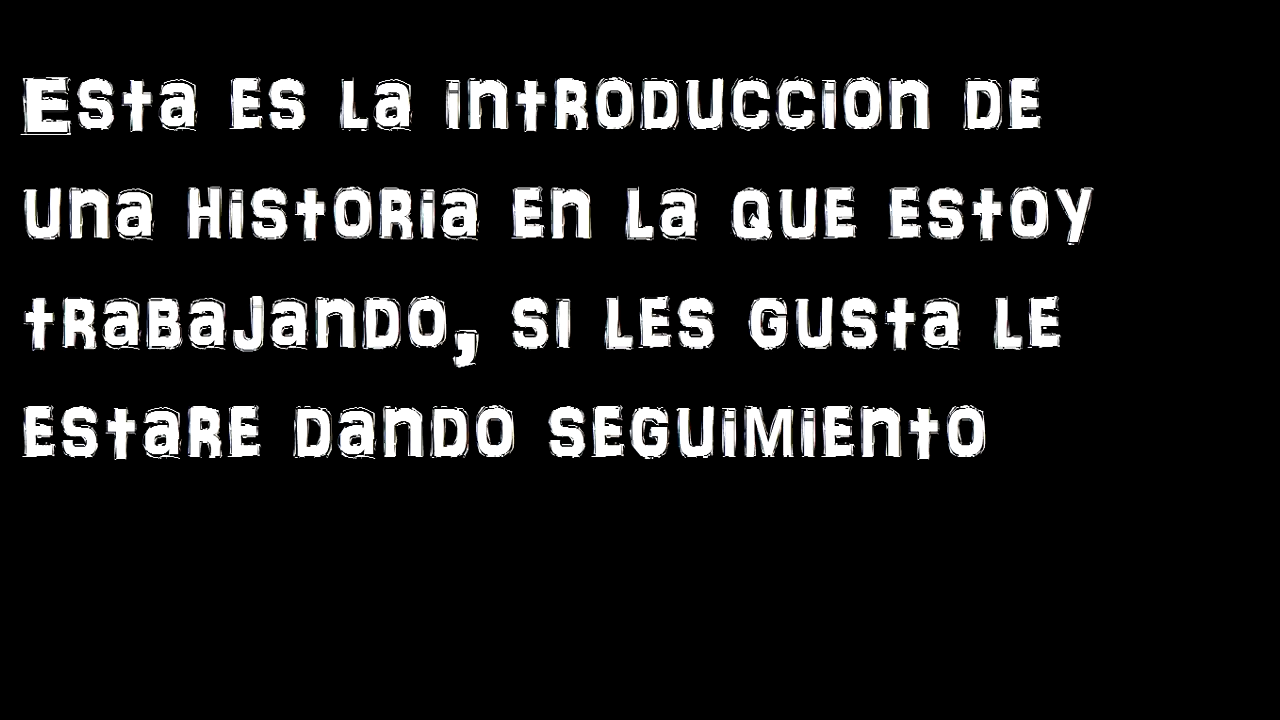 Esta es la introduccion de
una historia en la que estoy
trabajando, si les gusta le
estare dando seguimiento